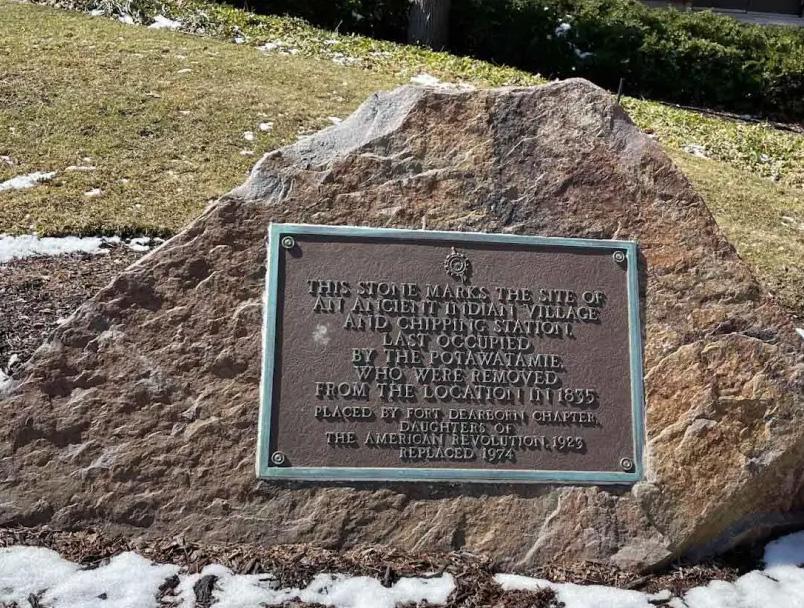 THIS STONE MARKS THE SITE OF
AN ANCIENT INDIAN VILLAGE
AND CHIPPING STATION,
LAST OCCUPIED
BY THE POTAWATAMIE,
WHO WERE REMOVED
FROM THE LOCATION IN 1835
PLACED BY FORT DEARBORN CHAPTER,
DAUGHTERS OF
THE AMERICAN REVOLUTION, 1923
REPLACED 1974